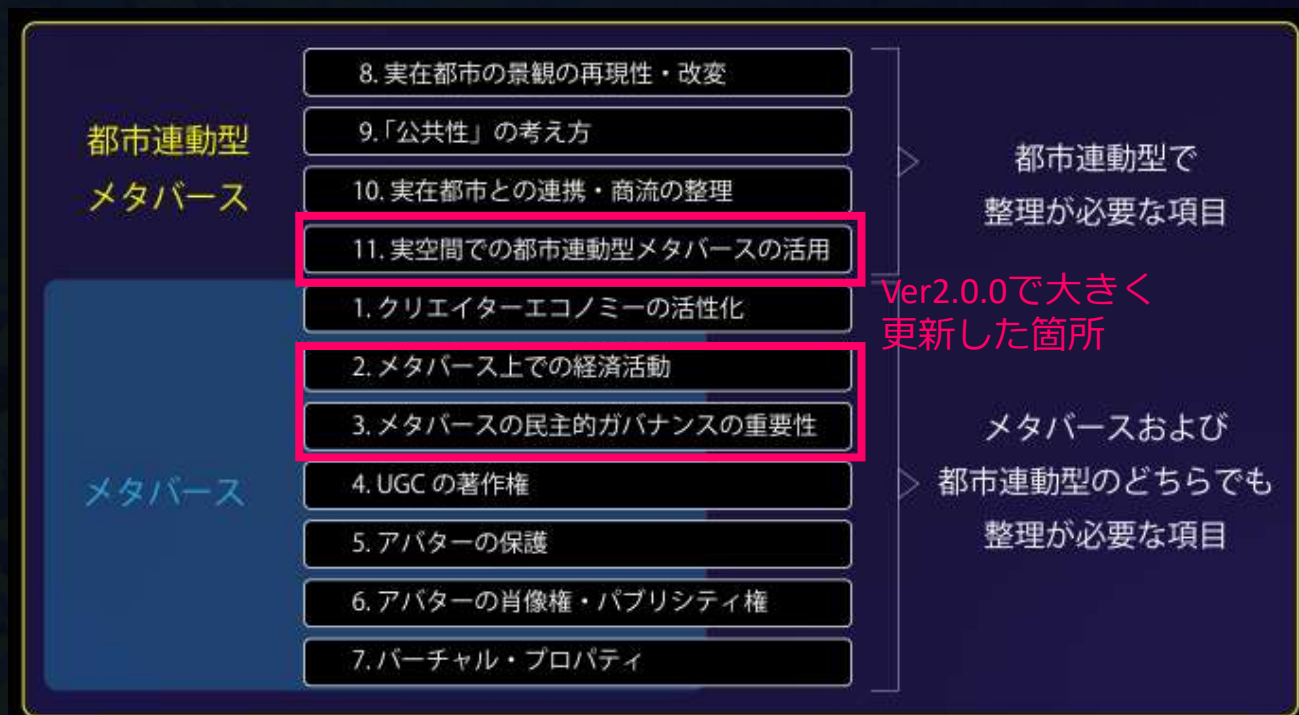 都市連動型
メタバース
8. 実在都市の景観の再現性・改変
9.「公共性」の考え方
10. 実在都市との連携・商流の整理
11. 実空間での都市連動型メタバースの活用
都市連動型で
整理が必要な項目
Ver2.0.0で大きく
更新した箇所
メタバース
1. クリエイターエコノミーの活性化
2. メタバース上での経済活動
3. メタバースの民主的ガバナンスの重要性
4. UGC の著作権
5. アバターの保護
6. アバターの肖像権・パブリシティ権
7. バーチャル・プロパティ
メタバースおよび
都市連動型のどちらでも
整理が必要な項目